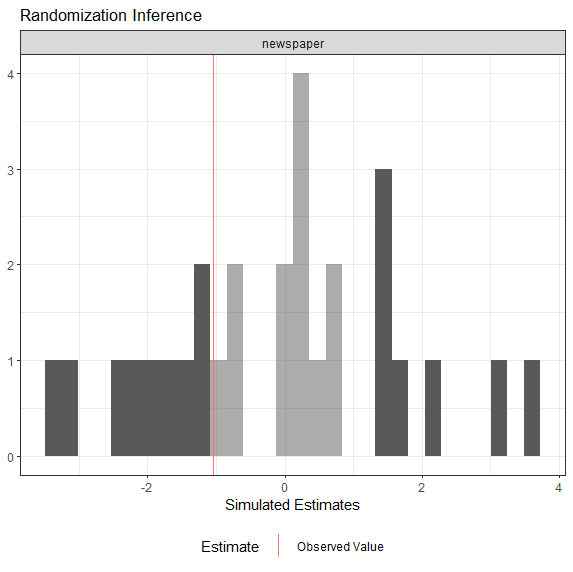 Randomization Inference
newspaper
4
3
2
1
0
-2 0 2 4
Simulated Estimates
Estimate Observed Value